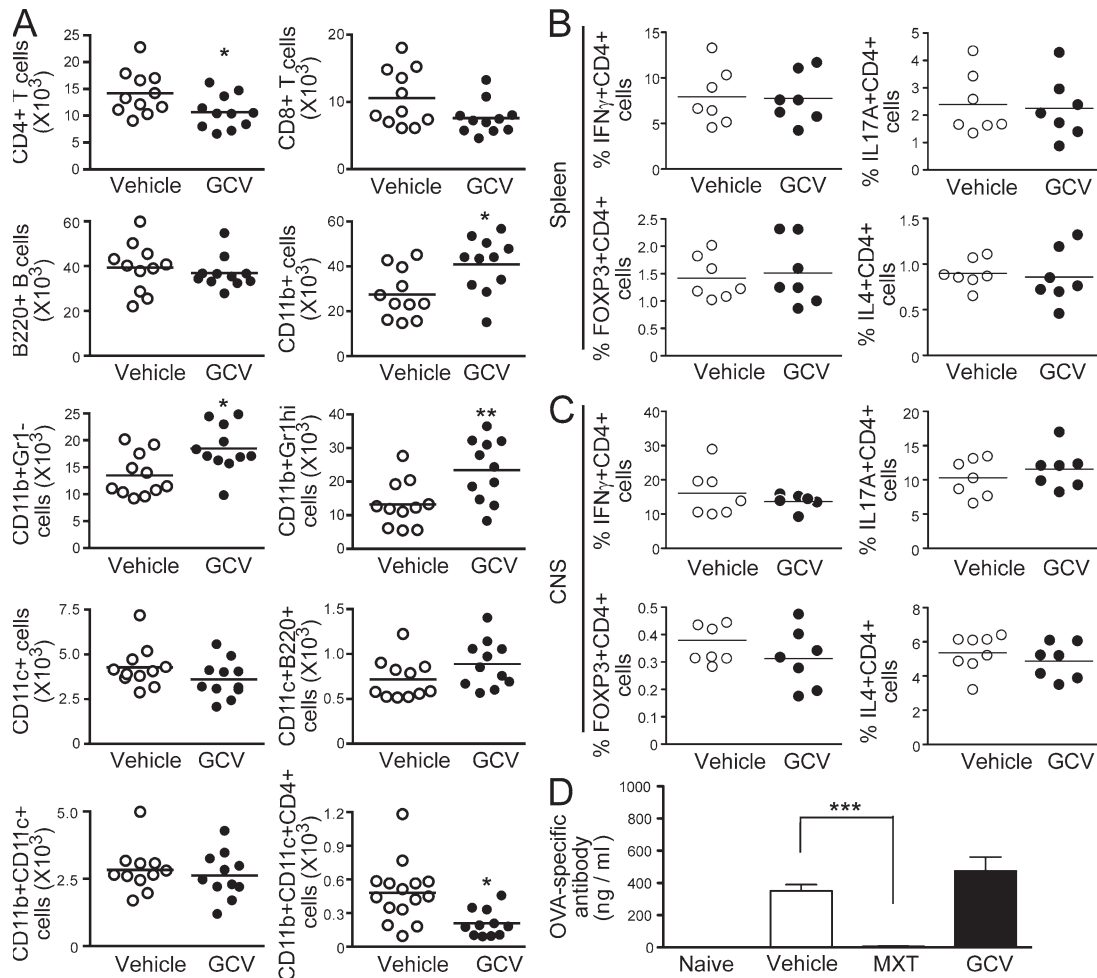 A
CD4+ T cells
(X10³)
25
20
15
10
5
0
*
Vehicle GCV
CD8+ T cells
(X10³)
20
10
0
Vehicle GCV
B220+ B cells
(X10³)
60
40
20
0
Vehicle GCV
CD11b+ cells
(X10³)
60
40
20
0
*
Vehicle GCV
CD11b+Gr1-
cells (X10³)
25
20
15
10
5
0
*
Vehicle GCV
CD11b+Gr1hi
cells (X10³)
40
30
20
10
0
**
Vehicle GCV
CD11c+ cells
(X10³)
7.5
5.0
2.5
0
Vehicle GCV
CD11c+B220+
cells (X10³)
1.5
1.0
0.5
0
Vehicle GCV
CD11b+CD11c+
cells (X10³)
5.0
2.5
0
Vehicle GCV
CD11b+CD11c+CD4+
cells (X10³)
1.2
0.9
0.6
0.3
0
*
Vehicle GCV
B
Spleen
% IFNγ+CD4+
cells
15
10
5
0
Vehicle GCV
% IL17A+CD4+
cells
5
4
3
2
1
0
Vehicle GCV
% FOXP3+CD4+
cells
2.5
2.0
1.5
1.0
0.5
0
Vehicle GCV
% IL4+CD4+
cells
1.5
1.0
0.5
0
Vehicle GCV
C
CNS
% IFNγ+CD4+
cells
40
30
20
10
0
Vehicle GCV
% IL17A+CD4+
cells
20
15
10
5
0
Vehicle GCV
% FOXP3+CD4+
cells
0.5
0.4
0.3
0.2
0.1
0
Vehicle GCV
% IL4+CD4+
cells
8
6
4
2
0
Vehicle GCV
D
OVA-specific
antibody
(ng / ml)
1000
800
600
400
200
0
***
Naive Vehicle MXT GCV